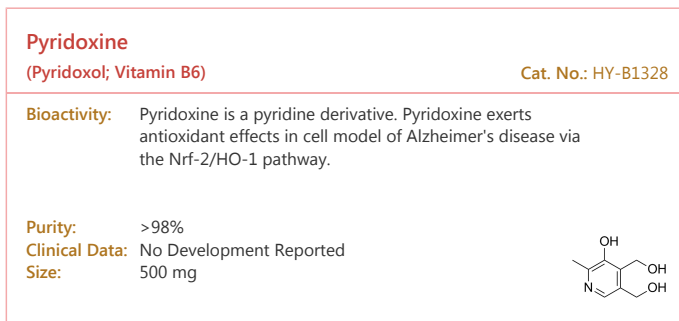 Pyridoxine
(Pyridoxol; Vitamin B6)
Cat. No.: HY-B1328
Bioactivity: Pyridoxine is a pyridine derivative. Pyridoxine exerts
antioxidant effects in cell model of Alzheimer's disease via
the Nrf-2/HO-1 pathway.
Purity: >98%
Clinical Data: No Development Reported
Size: 500 mg
OH
OH
N
OH